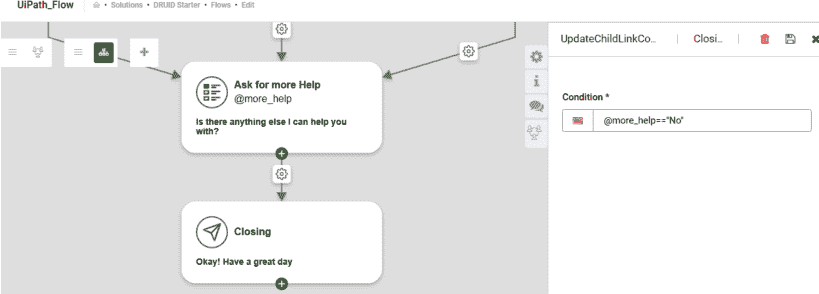 UiPath_Flow
Solutions • DRUID Starter • Flows • Edit
UpdateChildLinkCo...
Closi...
Condition *
@more_help=="No"
Ask for more Help
@more_help
Is there anything else I can help you
with?
Closing
Okay! Have a great day